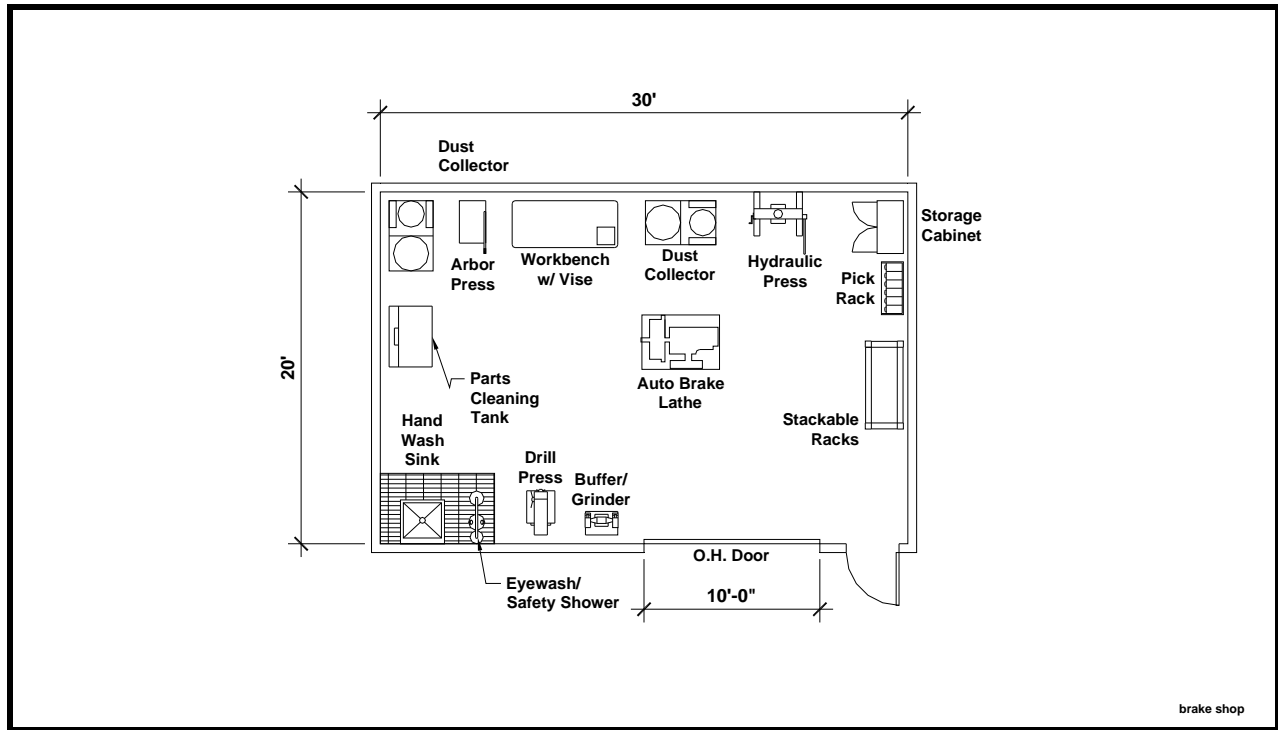 30'
Dust
Collector
20'
Storage
Cabinet
Arbor
Press
Workbench
w/ Vise
Dust
Collector
Hydraulic
Press
Pick
Rack
Parts
Cleaning
Tank
Auto Brake
Lathe
Stackable
Racks
Hand
Wash
Sink
Drill
Press
Buffer/
Grinder
O.H. Door
Eyewash/
Safety Shower
10'-0"
brake shop